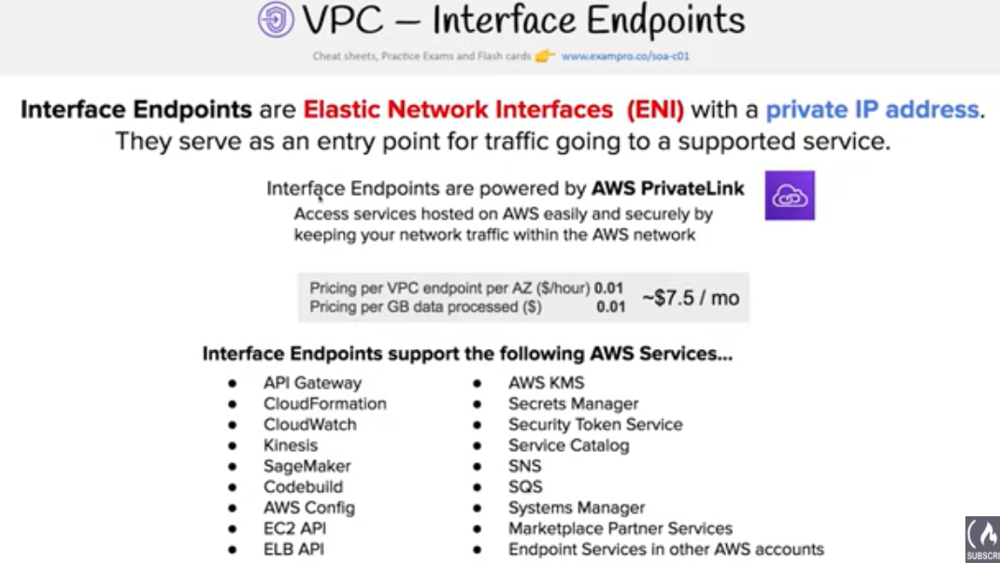 VPC – Interface Endpoints
Cheat sheets, Practice Exams and Flash cards 👉 www.exampro.co/soa-c01
Interface Endpoints are Elastic Network Interfaces (ENI) with a private IP address.
They serve as an entry point for traffic going to a supported service.
Interface Endpoints are powered by AWS PrivateLink
Access services hosted on AWS easily and securely by
keeping your network traffic within the AWS network
Pricing per VPC endpoint per AZ ($/hour) 0.01
Pricing per GB data processed ($) 0.01
~$7.5 / mo
Interface Endpoints support the following AWS Services...
● API Gateway
● CloudFormation
● CloudWatch
● Kinesis
● SageMaker
● Codebuild
● AWS Config
● EC2 API
● ELB API
● AWS KMS
● Secrets Manager
● Security Token Service
● Service Catalog
● SNS
● SQS
● Systems Manager
● Marketplace Partner Services
● Endpoint Services in other AWS accounts
SUBSCRI